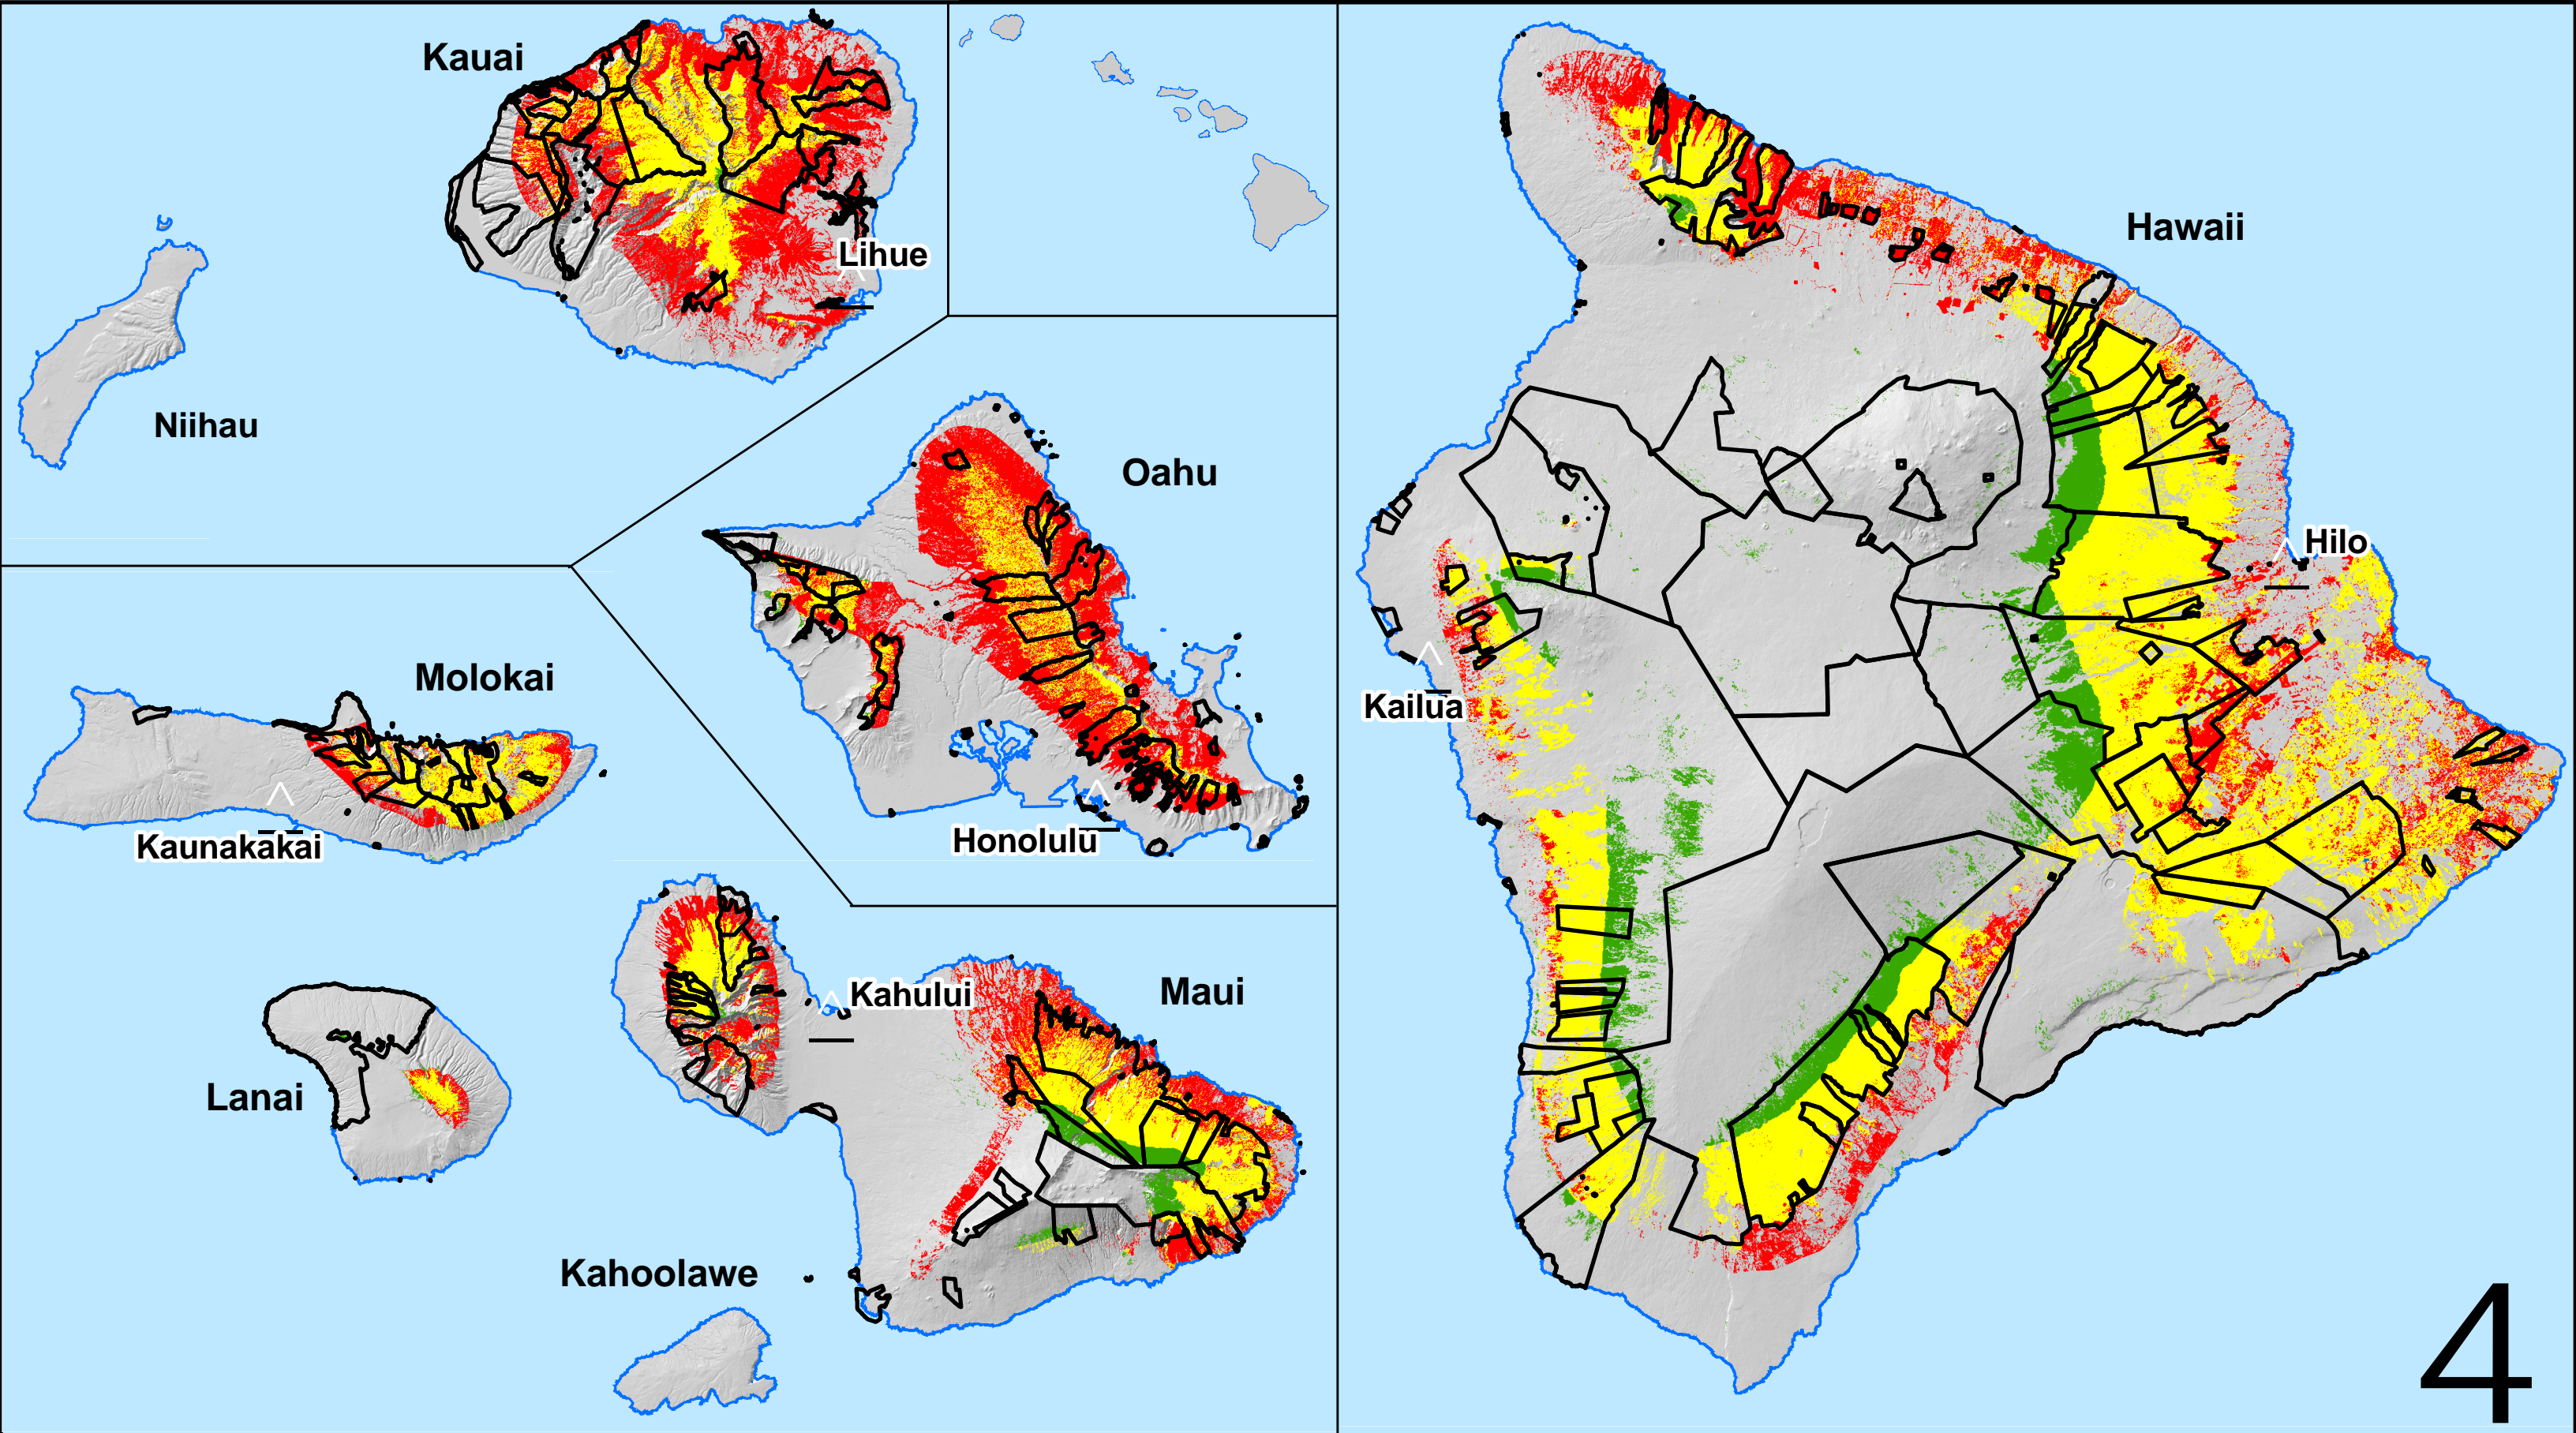 Kauai
Lihue
Niihau
Hawaii
Oahu
Honolulu
Hilo
Kailua
Molokai
Kaunakakai
Kahului
Maui
Lanai
Kahoolawe
4